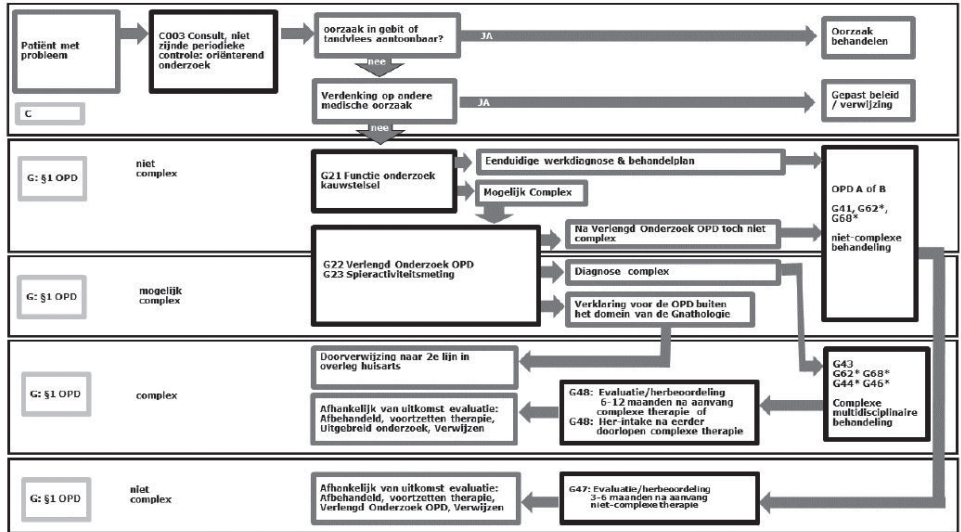 Patiënt met
probleem
C003 Consult, niet
zijnde periodieke
controle: oriënterend
onderzoek
oorzaak in gebit of
tandvlees aantoonbaar?
JA
Oorzaak
behandelen
nee
C
Verdenking op andere
medische oorzaak
JA
Gepast beleid
/ verwijzing
nee
G: §1 OPD
niet
complex
G21 Functie onderzoek
kauwstelsel
Eenduidige werkdiagnose & behandelplan
Mogelijk Complex
OPD A of B
G41, G62*,
G68*
niet-complexe
behandeling
Na Verlengd Onderzoek OPD toch niet
complex
G22 Verlengd Onderzoek OPD
G23 Spieractiviteitsmeting
G: §1 OPD
mogelijk
complex
Diagnose complex
Verklaring voor de OPD buiten
het domein van de Gnathologie
G: §1 OPD
complex
Doorverwijzing naar 2e lijn in
overleg huisarts
Afhankelijk van uitkomst evaluatie:
Afbehandeld, voortzetten therapie,
Uitgebreid onderzoek, Verwijzen
G48: Evaluatie/herbeoordeling
6-12 maanden na aanvang
complexe therapie of
G48: Her-intake na eerder
doorlopen complexe therapie
G43
G62* G68*
G44* G46*
Complexe
multidisciplinaire
behandeling
G: §1 OPD
niet
complex
Afhankelijk van uitkomst evaluatie:
Afbehandeld, voortzetten therapie,
Verlengd Onderzoek OPD, Verwijzen
G47: Evaluatie/herbeoordeling
3-6 maanden na aanvang
niet-complexe therapie